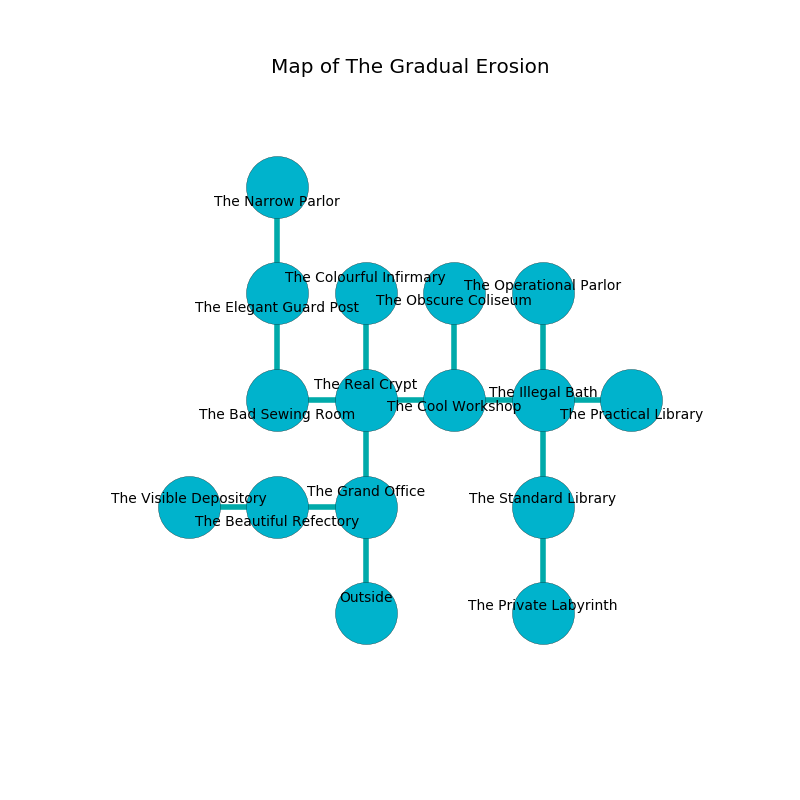 Map of The Gradual Erosion
The Narrow Parlor
The Colourful Infirmary
The Operational Parlor
The Obscure Coliseum
The Elegant Guard Post
The Real Crypt
The Illegal Bath
The Cool Workshop
The Bad Sewing Room
The Practical Library
The Grand Office
The Visible Depository
The Standard Library
The Beautiful Refectory
Outside
The Private Labyrinth